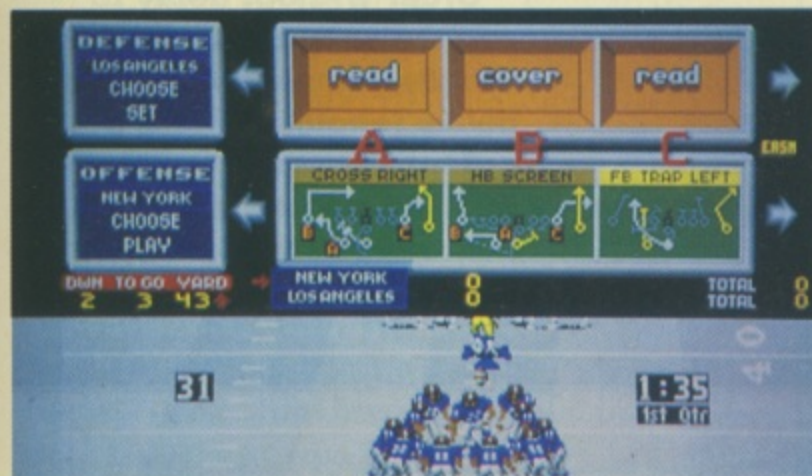 DEFENSE
LOS ANGELES
CHOOSE
SET
read
cover
read
A
B
C
OFFENSE
NEW YORK
CHOOSE
PLAY
CROSS RIGHT
HB SCREEN
FB TRAP LEFT
B
A
C
B
A
C
DWN TO GO YARD
2 3 43
NEW YORK 0 TOTAL 0
LOS ANGELES 0 TOTAL 0
31
1:35
1st Qtr
40